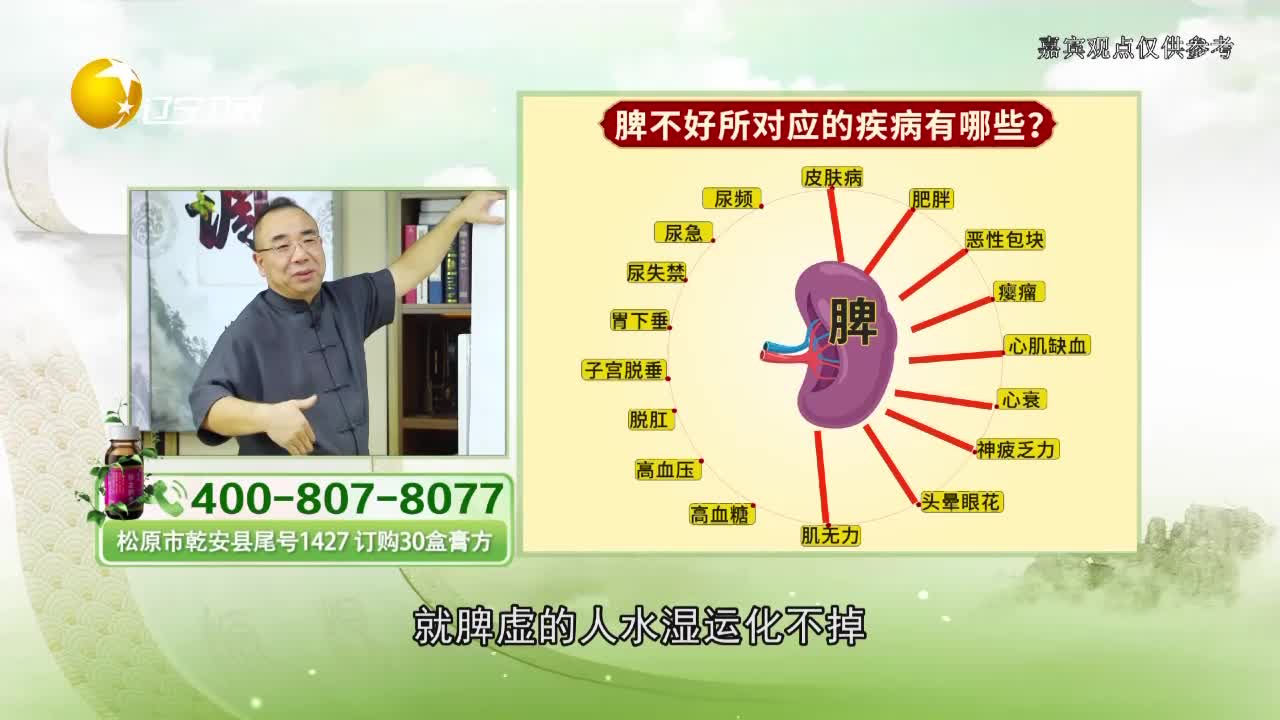 嘉宾观点仅供参考
辽宁卫视
脾不好所对应的疾病有哪些?
皮肤病
肥胖
恶性包块
瘿瘤
心肌缺血
心衰
神疲乏力
头晕眼花
肌无力
高血糖
高血压
脱肛
子宫脱垂
胃下垂
尿失禁
尿急
尿频
脾
400-807-8077
松原市乾安县尾号1427 订购30盒膏方
就脾虚的人水湿运化不掉